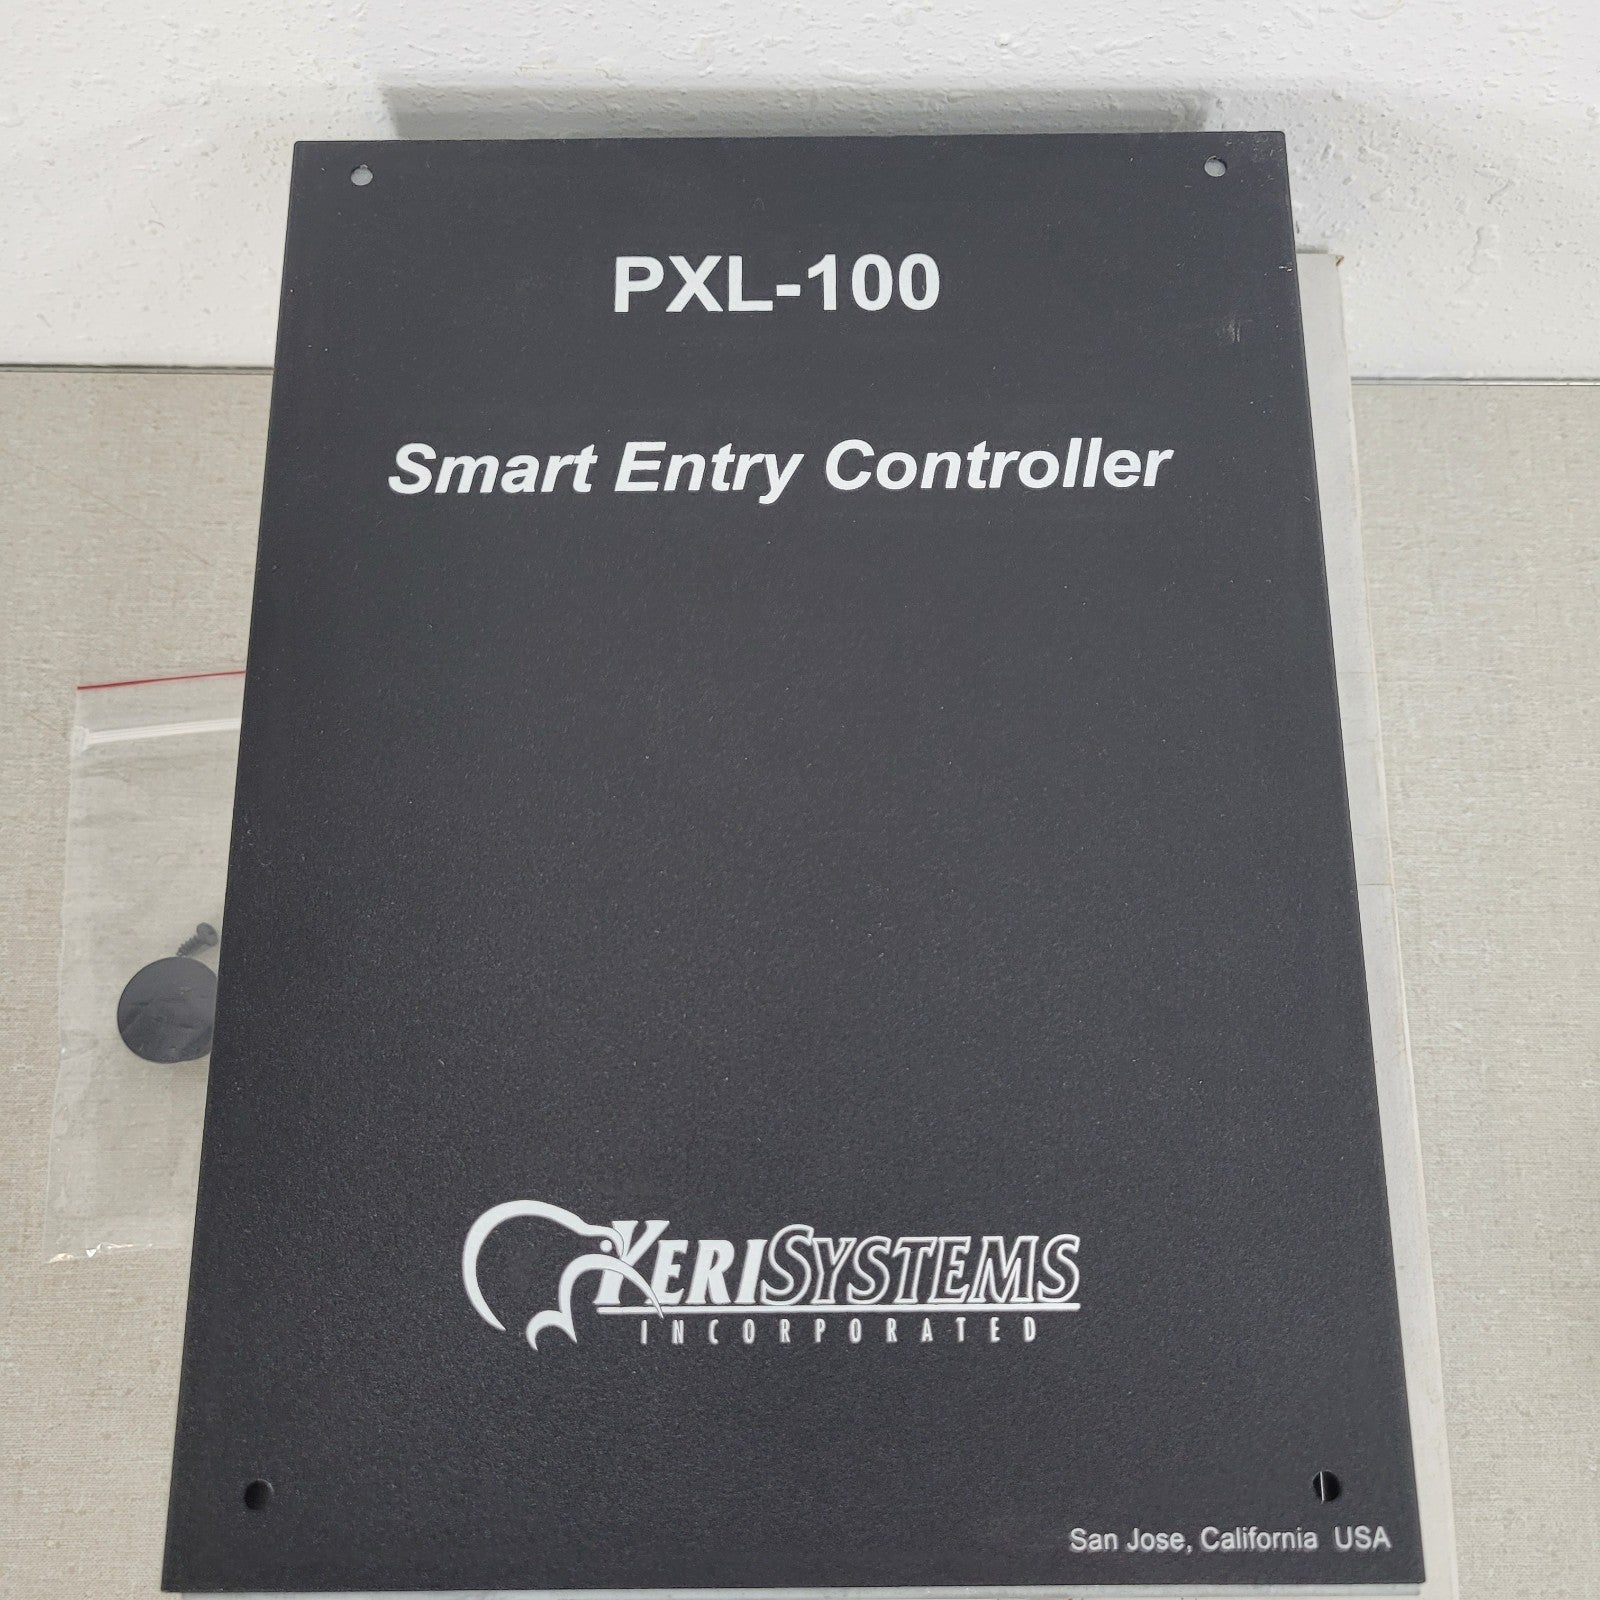 PXL-100
Smart Entry Controller
KERISYSTEMS
INCORPORATED
San Jose, California USA